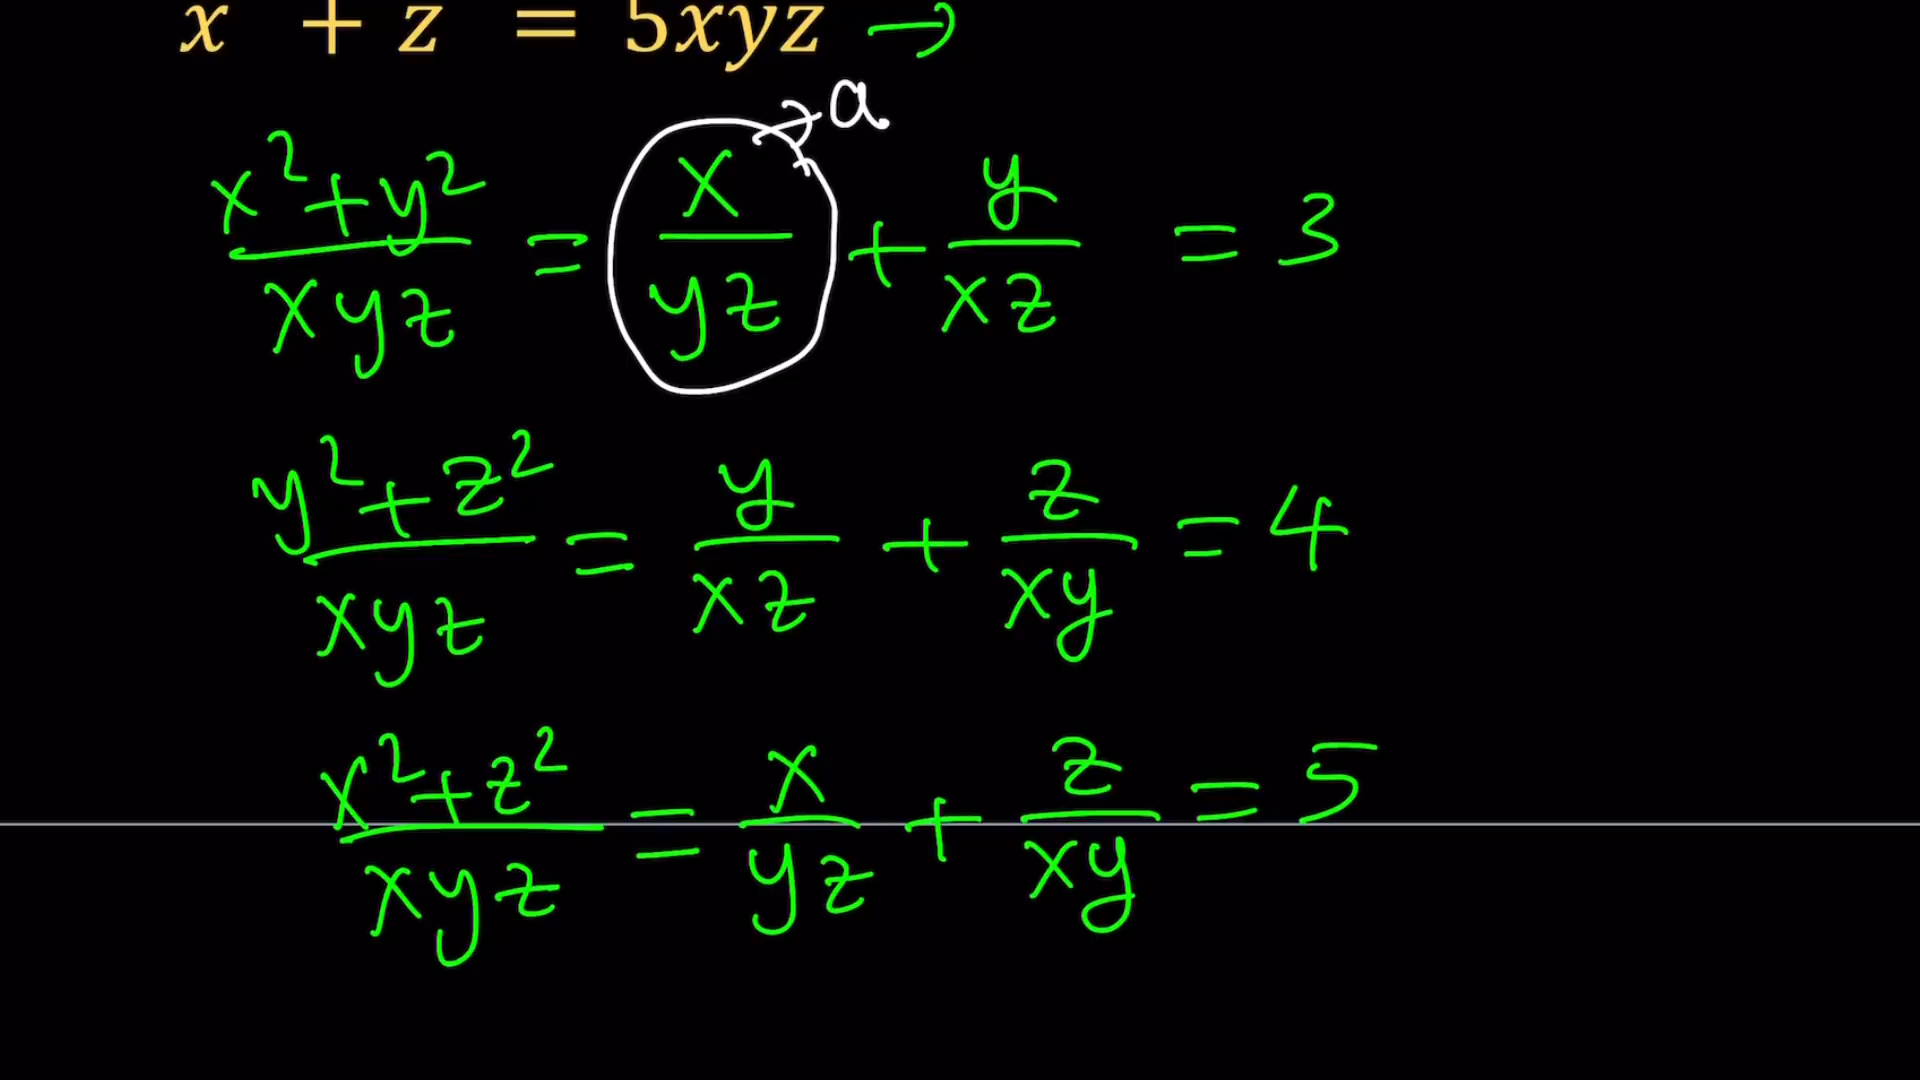 x + z = 5xyz →
a
x²+y²/xyz = x/yz + y/xz = 3
y²+z²/xyz = y/xz + z/xy = 4
x²+z²/xyz = x/yz + z/xy = 5